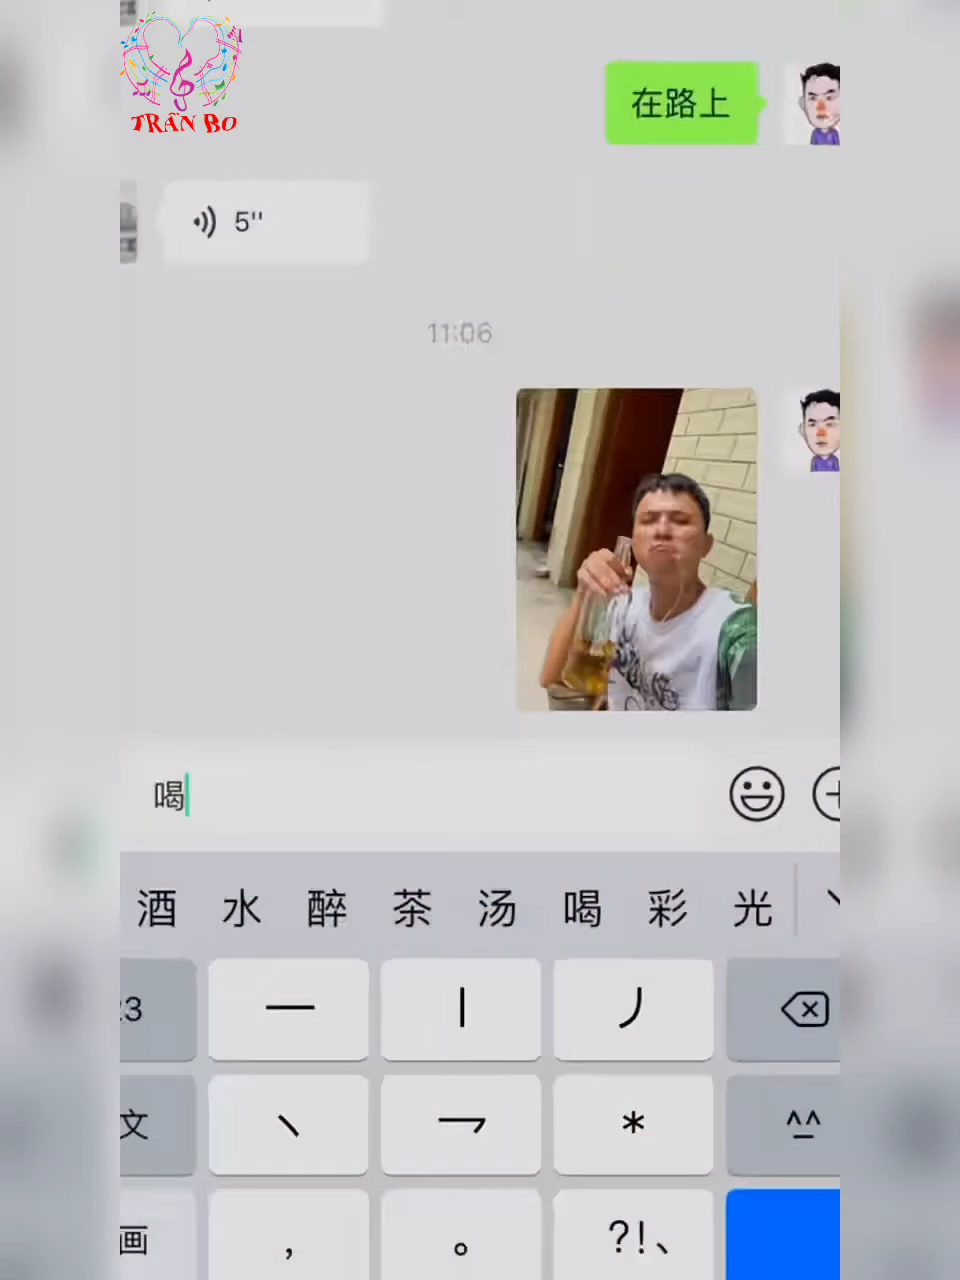 TRẦN BO
在路上
5"
11:06
喝
酒 水 醉 茶 汤 喝 彩 光
一 丨 丿
文 丶 乛 * ^^
画 , 。 ?!、